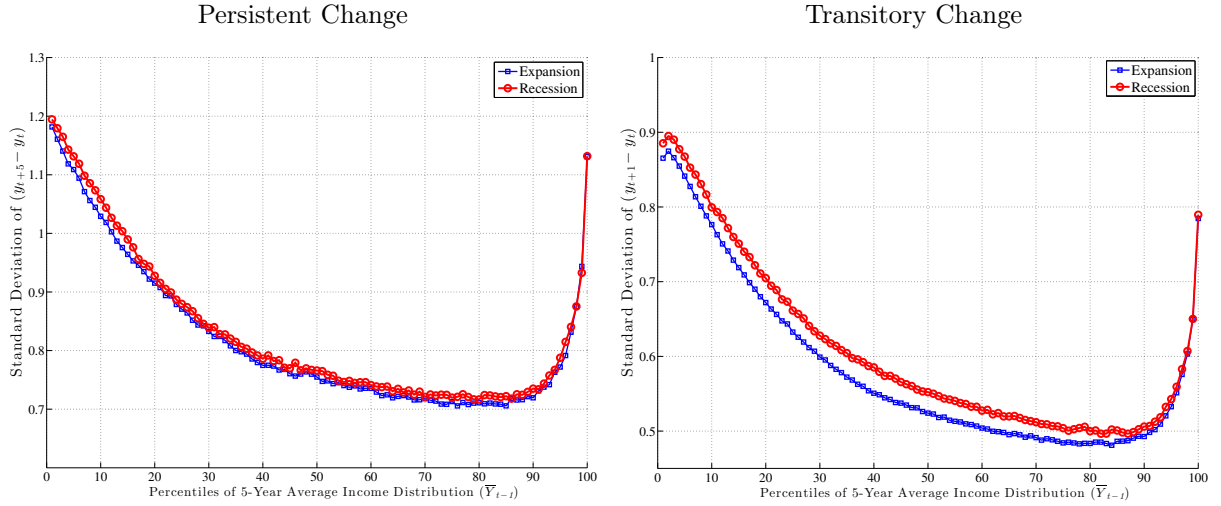 Persistent Change
1.3
1.2
1.1
1
0.9
0.8
0.7
0 10 20 30 40 50 60 70 80 90 100
Standard Deviation of (y_{t+5} − y_t)
Percentiles of 5-Year Average Income Distribution (Y̅_{t-1})
Expansion
Recession
Transitory Change
1
0.9
0.8
0.7
0.6
0.5
0 10 20 30 40 50 60 70 80 90 100
Standard Deviation of (y_{t+1} − y_t)
Percentiles of 5-Year Average Income Distribution (Y̅_{t-1})
Expansion
Recession